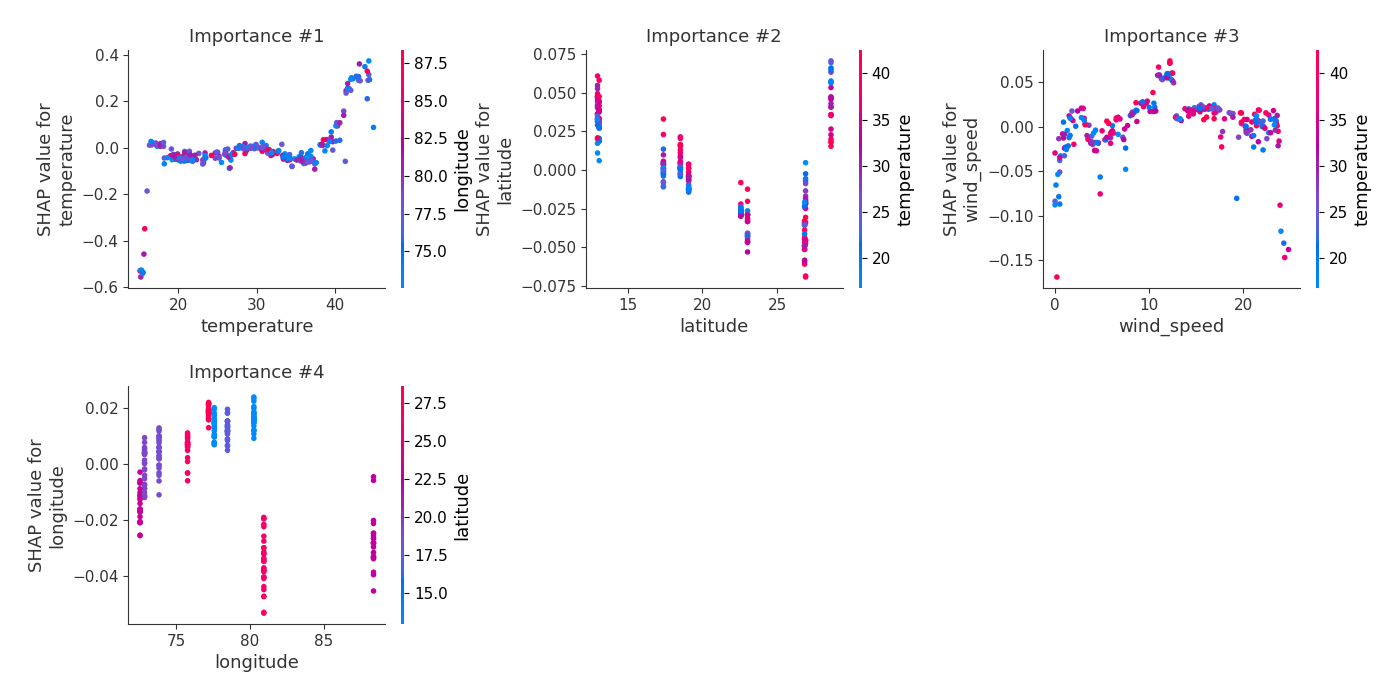 Importance #1
SHAP value for
temperature
0.4
0.2
0.0
−0.2
−0.4
−0.6
20
30
40
temperature
87.5
85.0
82.5
80.0
77.5
75.0
longitude
Importance #2
SHAP value for
latitude
0.075
0.050
0.025
0.000
−0.025
−0.050
−0.075
15
20
25
latitude
40
35
30
25
20
temperature
Importance #3
SHAP value for
wind_speed
0.05
0.00
−0.05
−0.10
−0.15
0
10
20
wind_speed
40
35
30
25
20
temperature
Importance #4
SHAP value for
longitude
0.02
0.00
−0.02
−0.04
75
80
85
longitude
27.5
25.0
22.5
20.0
17.5
15.0
latitude